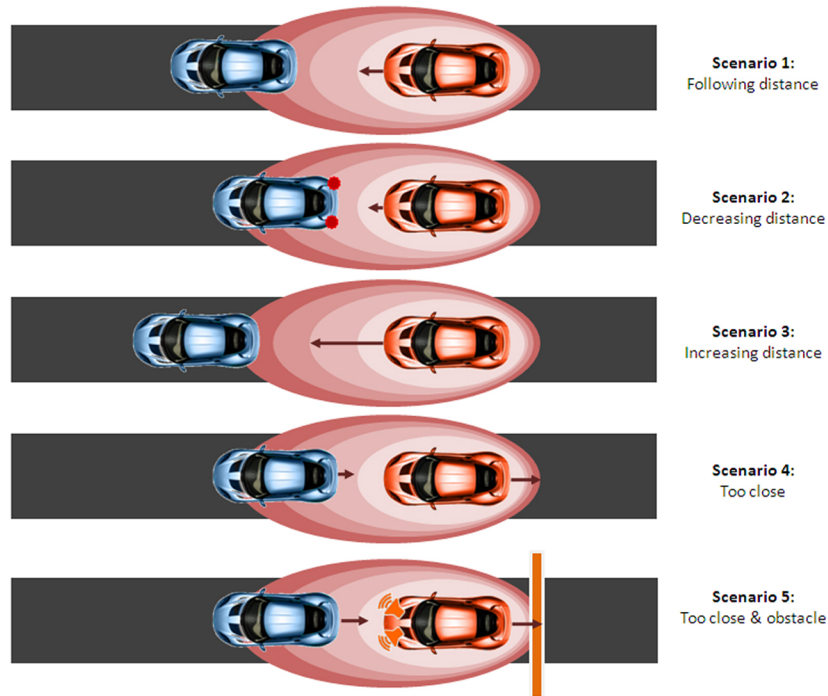 Scenario 1:
Following distance
Scenario 2:
Decreasing distance
Scenario 3:
Increasing distance
Scenario 4:
Too close
Scenario 5:
Too close & obstacle